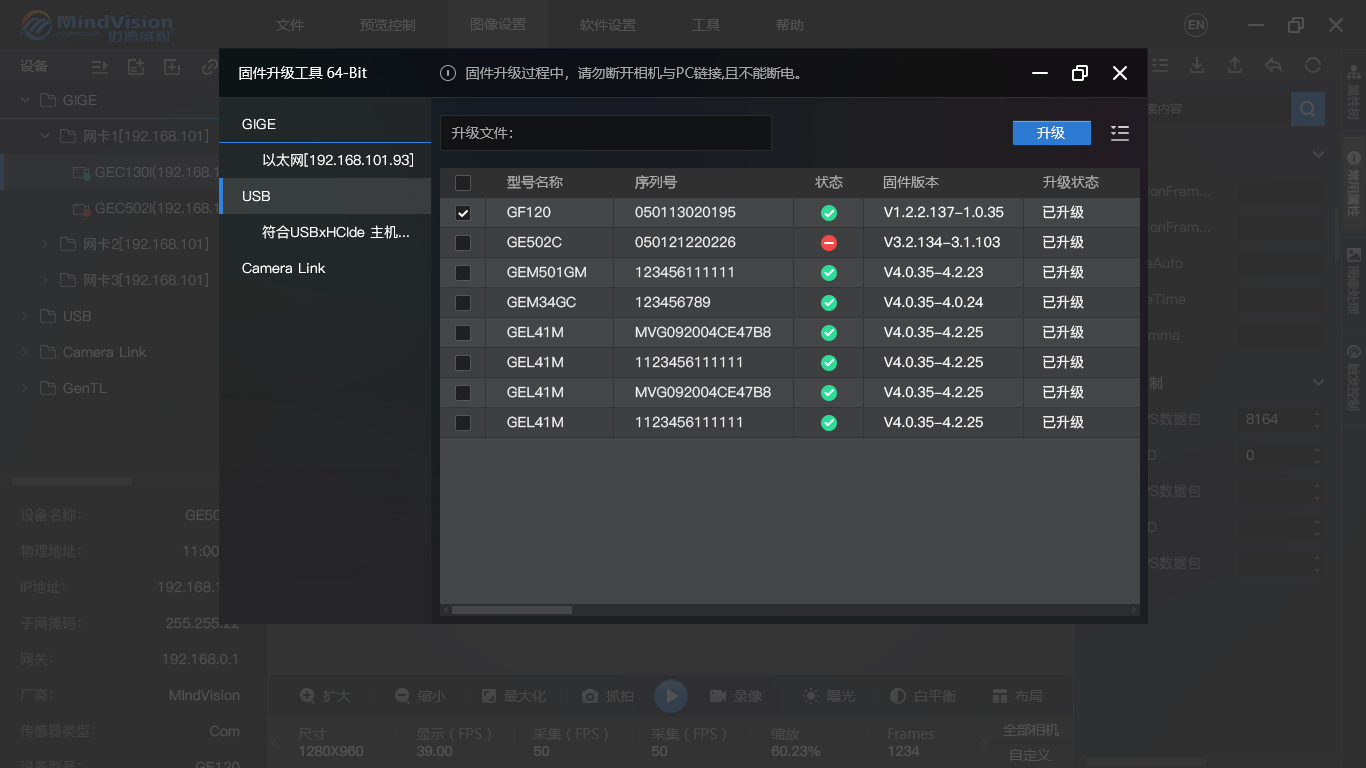 MindVision
文件 预览控制 图像设置 软件设置 工具 帮助 EN
设备
固件升级工具 64-Bit
固件升级过程中，请勿断开相机与PC链接,且不能断电。
GIGE
网卡1[192.168.101]
GEC130I(192.168.1
GEC502I(192.168.1
网卡2[192.168.101]
网卡3[192.168.101]
USB
Camera Link
GenTL
GIGE
以太网[192.168.101.93]
USB
符合USBxHCIde 主机...
Camera Link
升级文件：
升级
型号名称 序列号 状态 固件版本 升级状态
GF120 050113020195 V1.2.2.137-1.0.35 已升级
GE502C 050121220226 V3.2.134-3.1.103 已升级
GEM501GM 123456111111 V4.0.35-4.2.23 已升级
GEM34GC 123456789 V4.0.35-4.0.24 已升级
GEL41M MVG092004CE47B8 V4.0.35-4.2.25 已升级
GEL41M 1123456111111 V4.0.35-4.2.25 已升级
GEL41M MVG092004CE47B8 V4.0.35-4.2.25 已升级
GEL41M 1123456111111 V4.0.35-4.2.25 已升级
索内容
ionFram...
ionFram...
eAuto
eTime
mma
制
PS数据包 8164
D 0
PS数据包
D
PS数据包
属性树
常用属性
图像处理
触发控制
设备名称： GE50
物理地址： 11:00
IP地址： 192.168.1
子网掩码： 255.255.22
网关： 192.168.0.1
厂商： MIndVision
传感器类型： Com
设备型号： GE120
扩大 缩小 最大化 抓拍 录像 曝光 白平衡 布局
尺寸 显示（FPS） 采集（FPS） 采集（FPS） 缩放 Frames 全部相机
1280X960 39.00 50 50 60.23% 1234 自定义